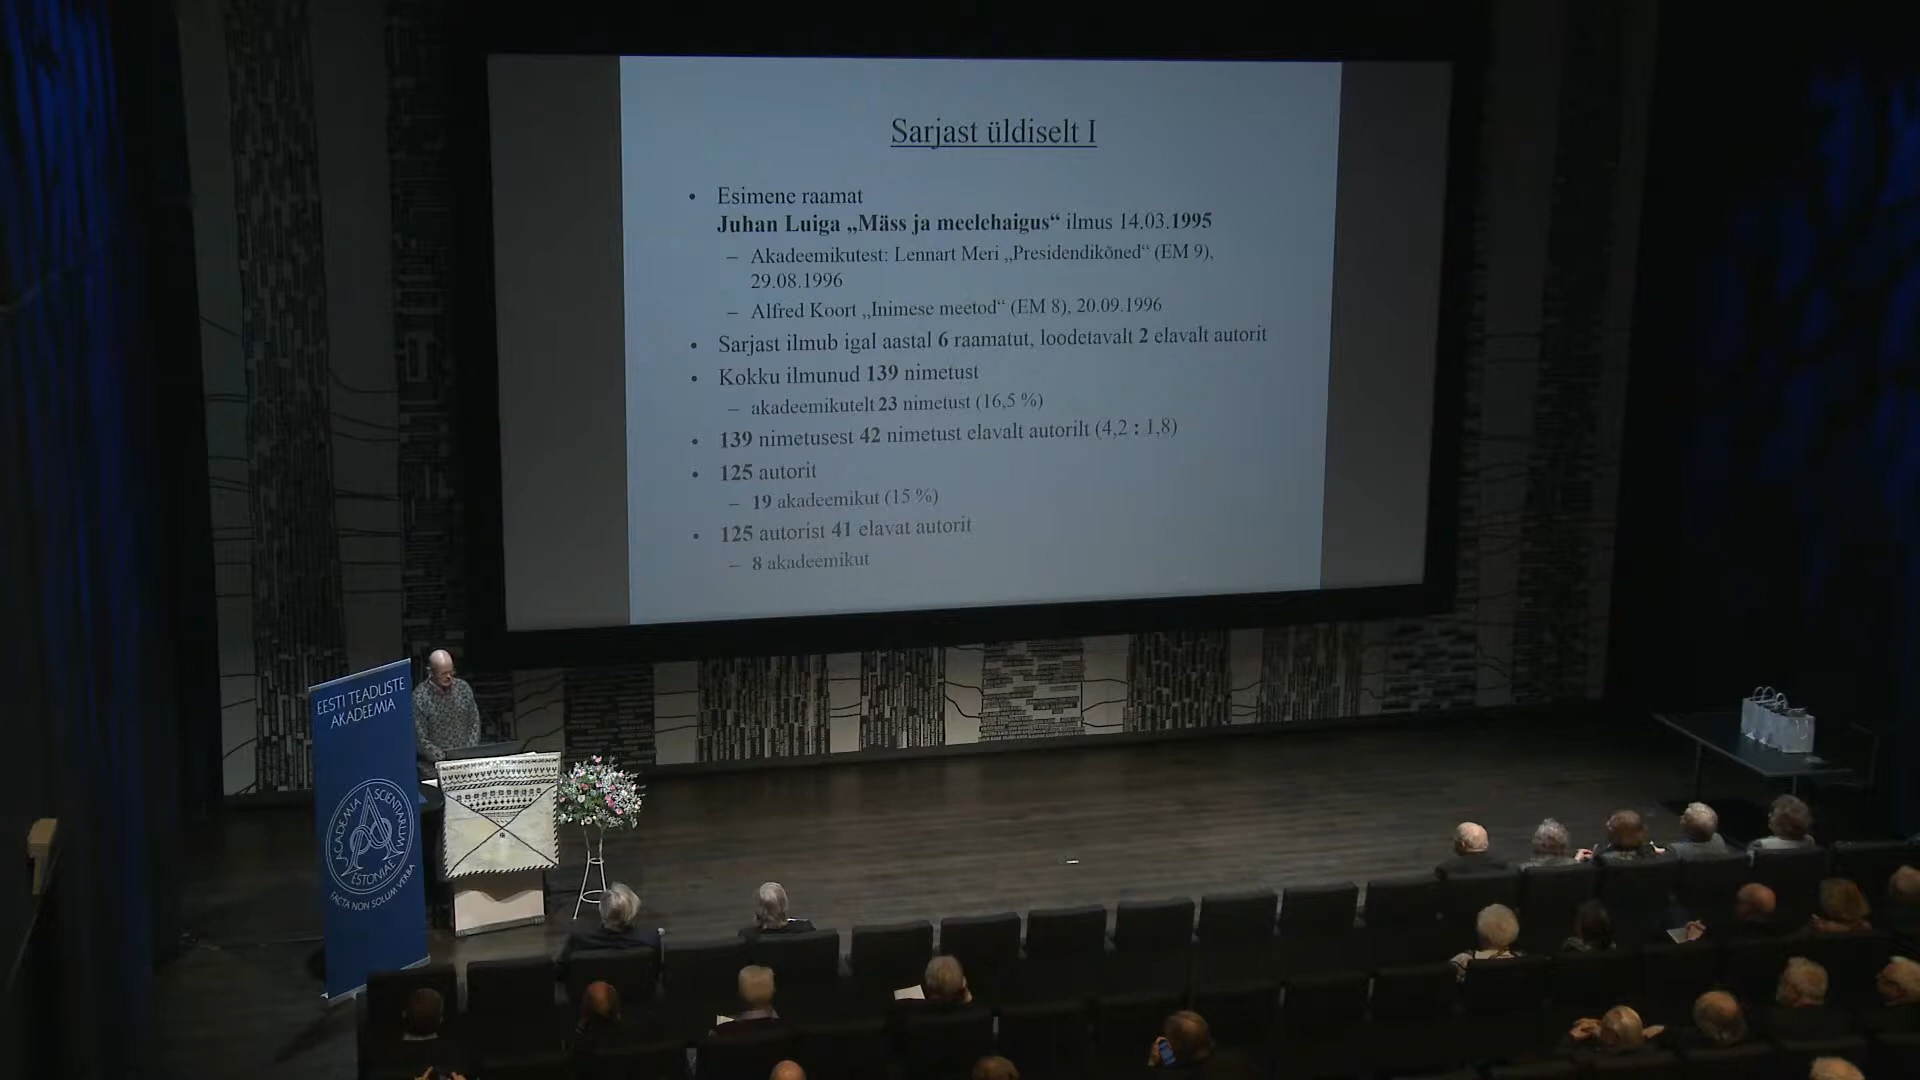 Sarjast üldiselt I
• Esimene raamat
Juhan Luiga „Mäss ja meelehaigus“ ilmus 14.03.1995
– Akadeemikutest: Lennart Meri „Presidendikõned“ (EM 9),
29.08.1996
– Alfred Koort „Inimese meetod“ (EM 8), 20.09.1996
• Sarjast ilmub igal aastal 6 raamatut, loodetavalt 2 elavalt autorit
• Kokku ilmunud 139 nimetust
– akadeemikutelt 23 nimetust (16,5 %)
• 139 nimetusest 42 nimetust elavalt autorilt (4,2 : 1,8)
• 125 autorit
– 19 akadeemikut (15 %)
• 125 autorist 41 elavat autorit
– 8 akadeemikut
EESTI TEADUSTE
AKADEEMIA
ACADEMIA SCIENTIARUM
ESTONIAE
FACTA NON SOLUM VERBA